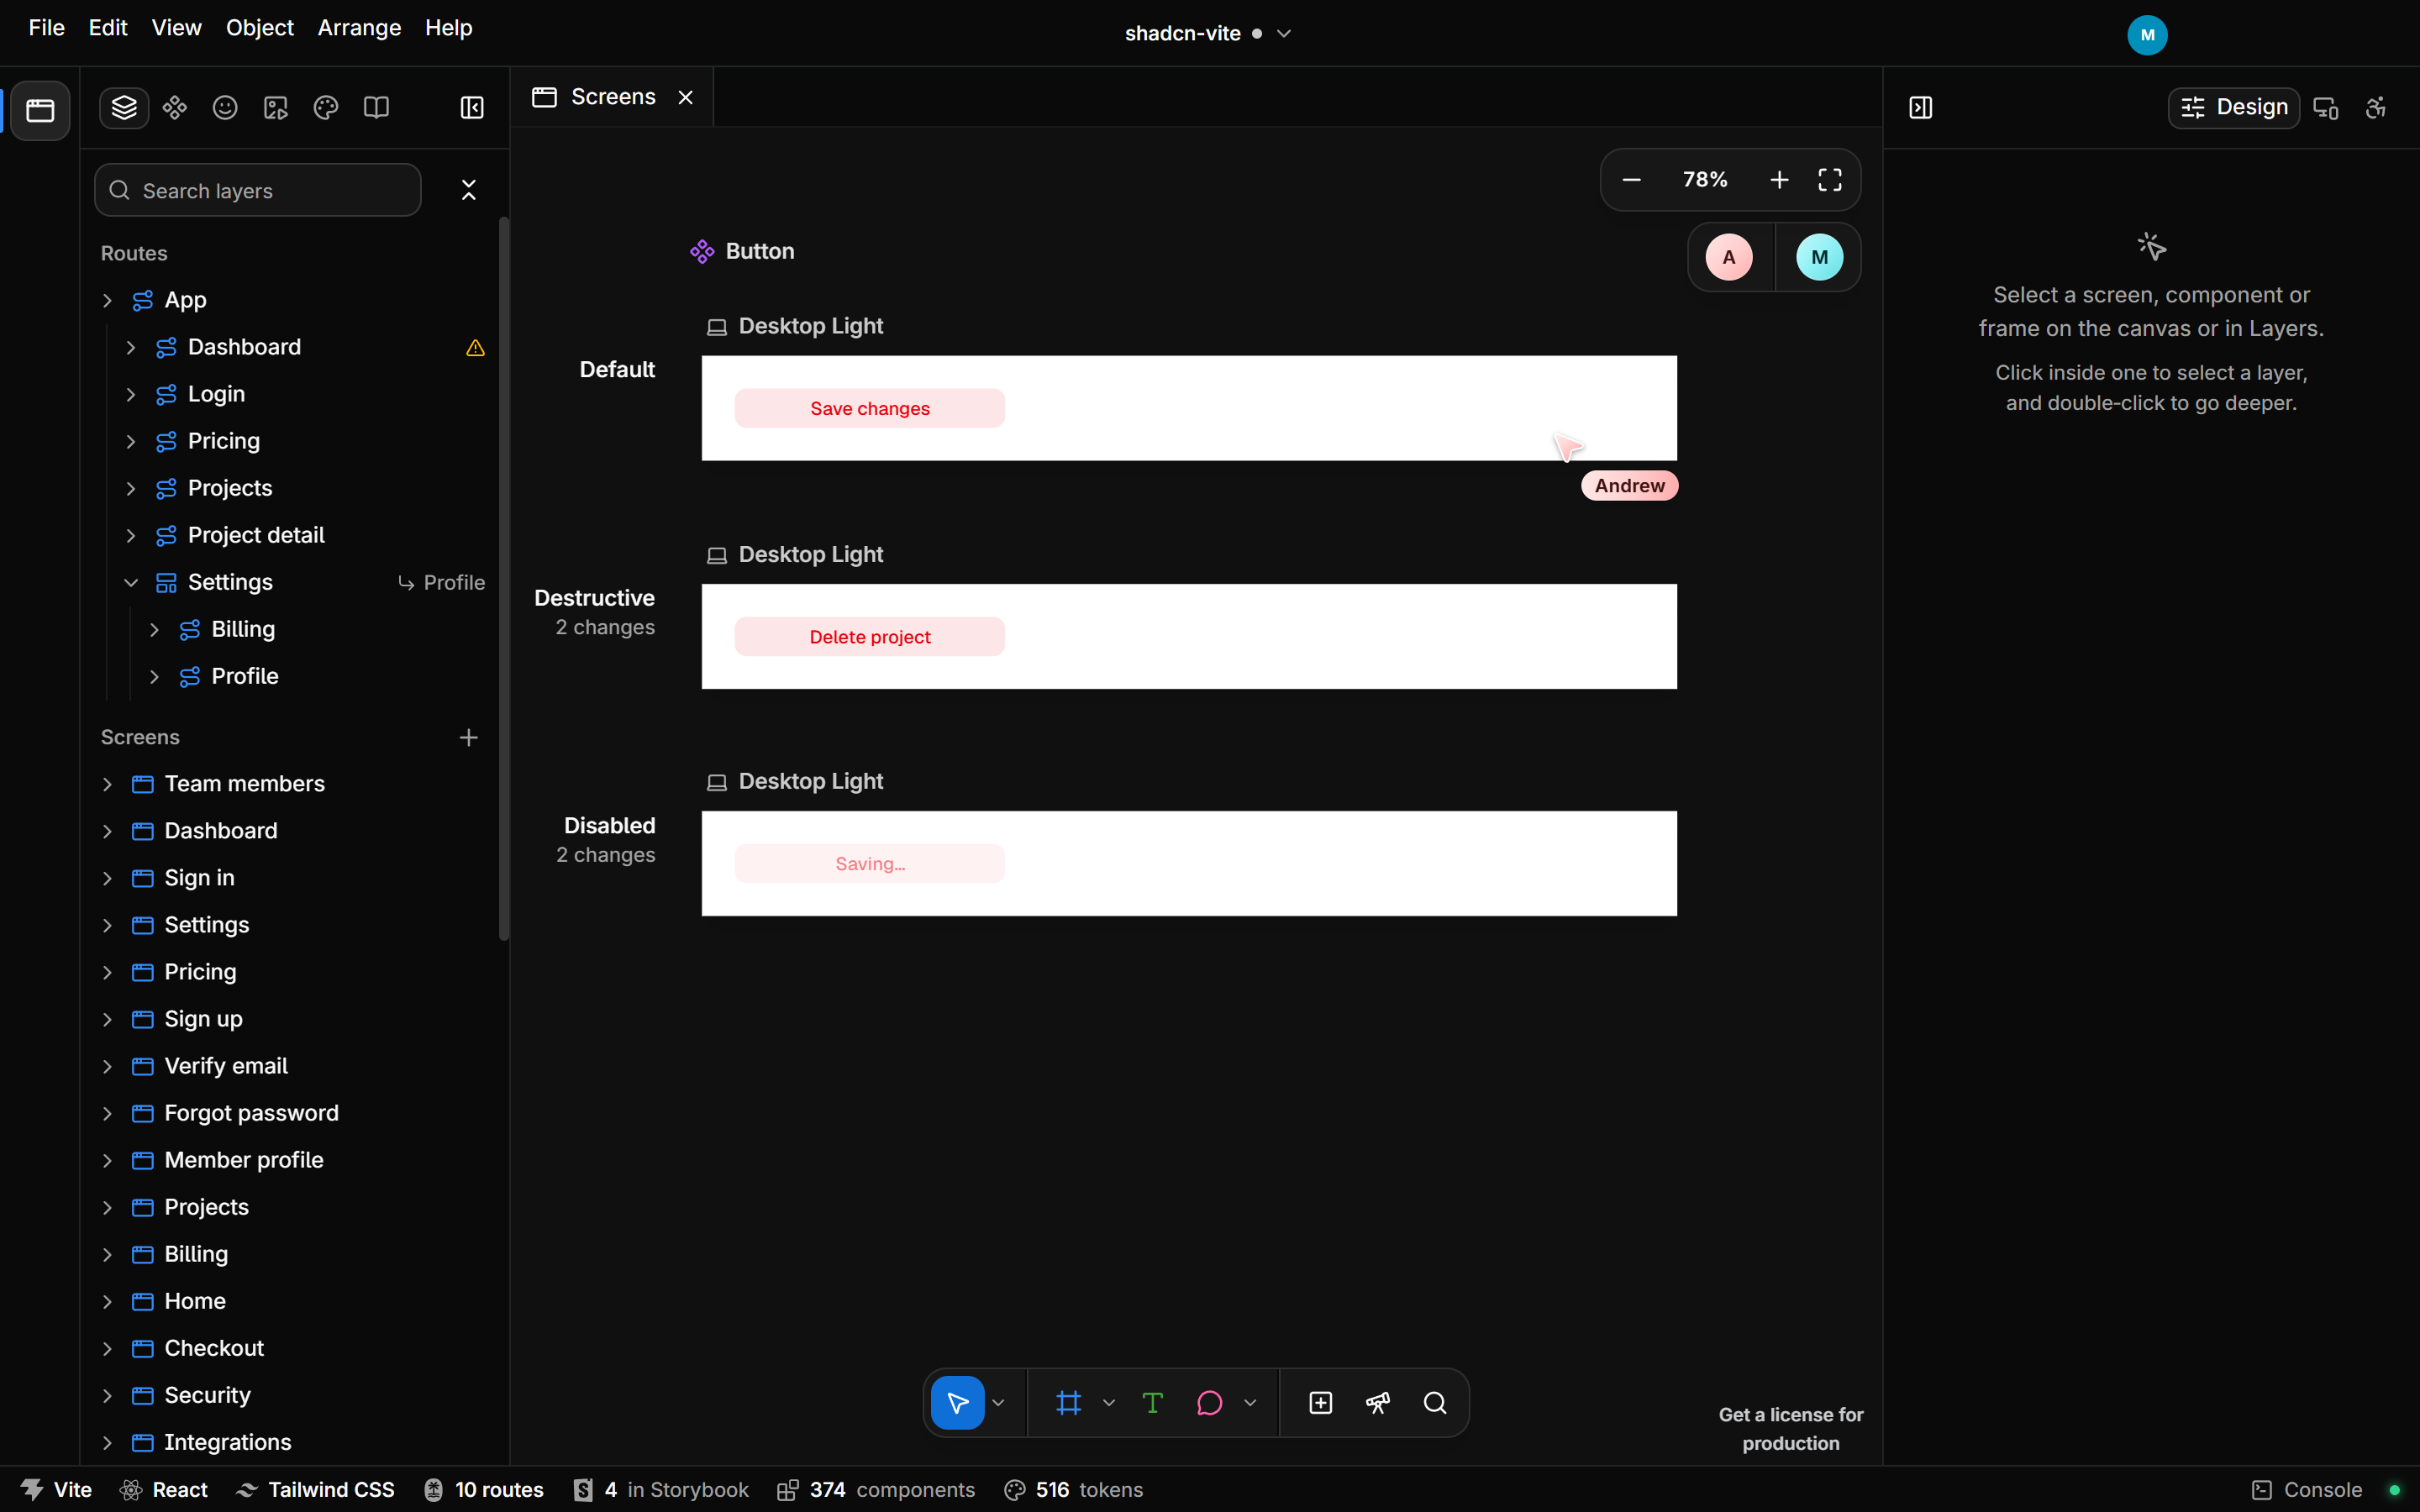 File Edit View Object Arrange Help
shadcn-vite
M
Screens
Design
Search layers
78%
Routes
Button
A
M
App
Desktop Light
Select a screen, component or
frame on the canvas or in Layers.
Dashboard
Default
Click inside one to select a layer,
and double-click to go deeper.
Login
Save changes
Pricing
Projects
Andrew
Project detail
Desktop Light
Settings
Profile
Destructive
2 changes
Billing
Delete project
Profile
Screens
Team members
Desktop Light
Dashboard
Disabled
2 changes
Sign in
Saving...
Settings
Pricing
Sign up
Verify email
Forgot password
Member profile
Projects
Billing
Home
Checkout
Security
Integrations
Get a license for
production
Vite React Tailwind CSS 10 routes 4 in Storybook 374 components 516 tokens
Console